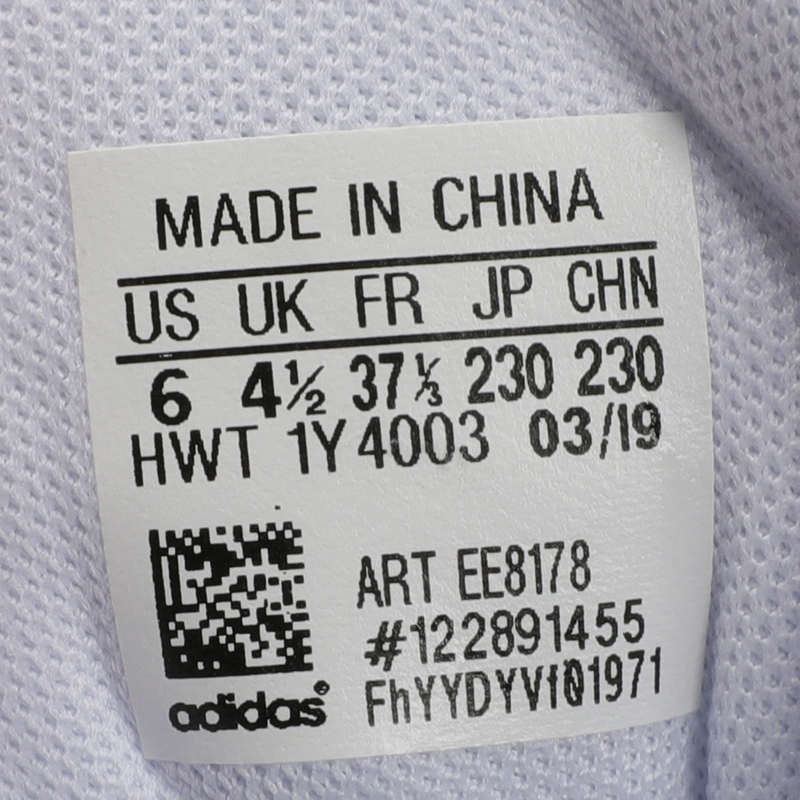 MADE IN CHINA
US UK FR JP CHN
6 4½ 37⅓ 230 230
HWT 1Y4003 03/19
ART EE8178
#122891455
adidas®